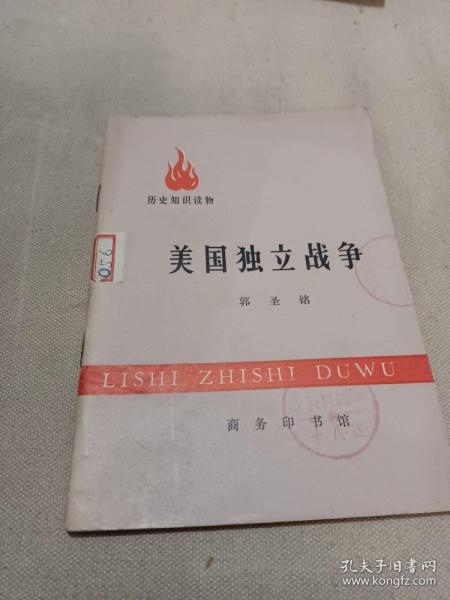 历史知识读物
056
美国独立战争
郭圣铭
LISHI ZHISHI DUWU
商务印书馆
孔夫子旧书网
www.kongfz.com